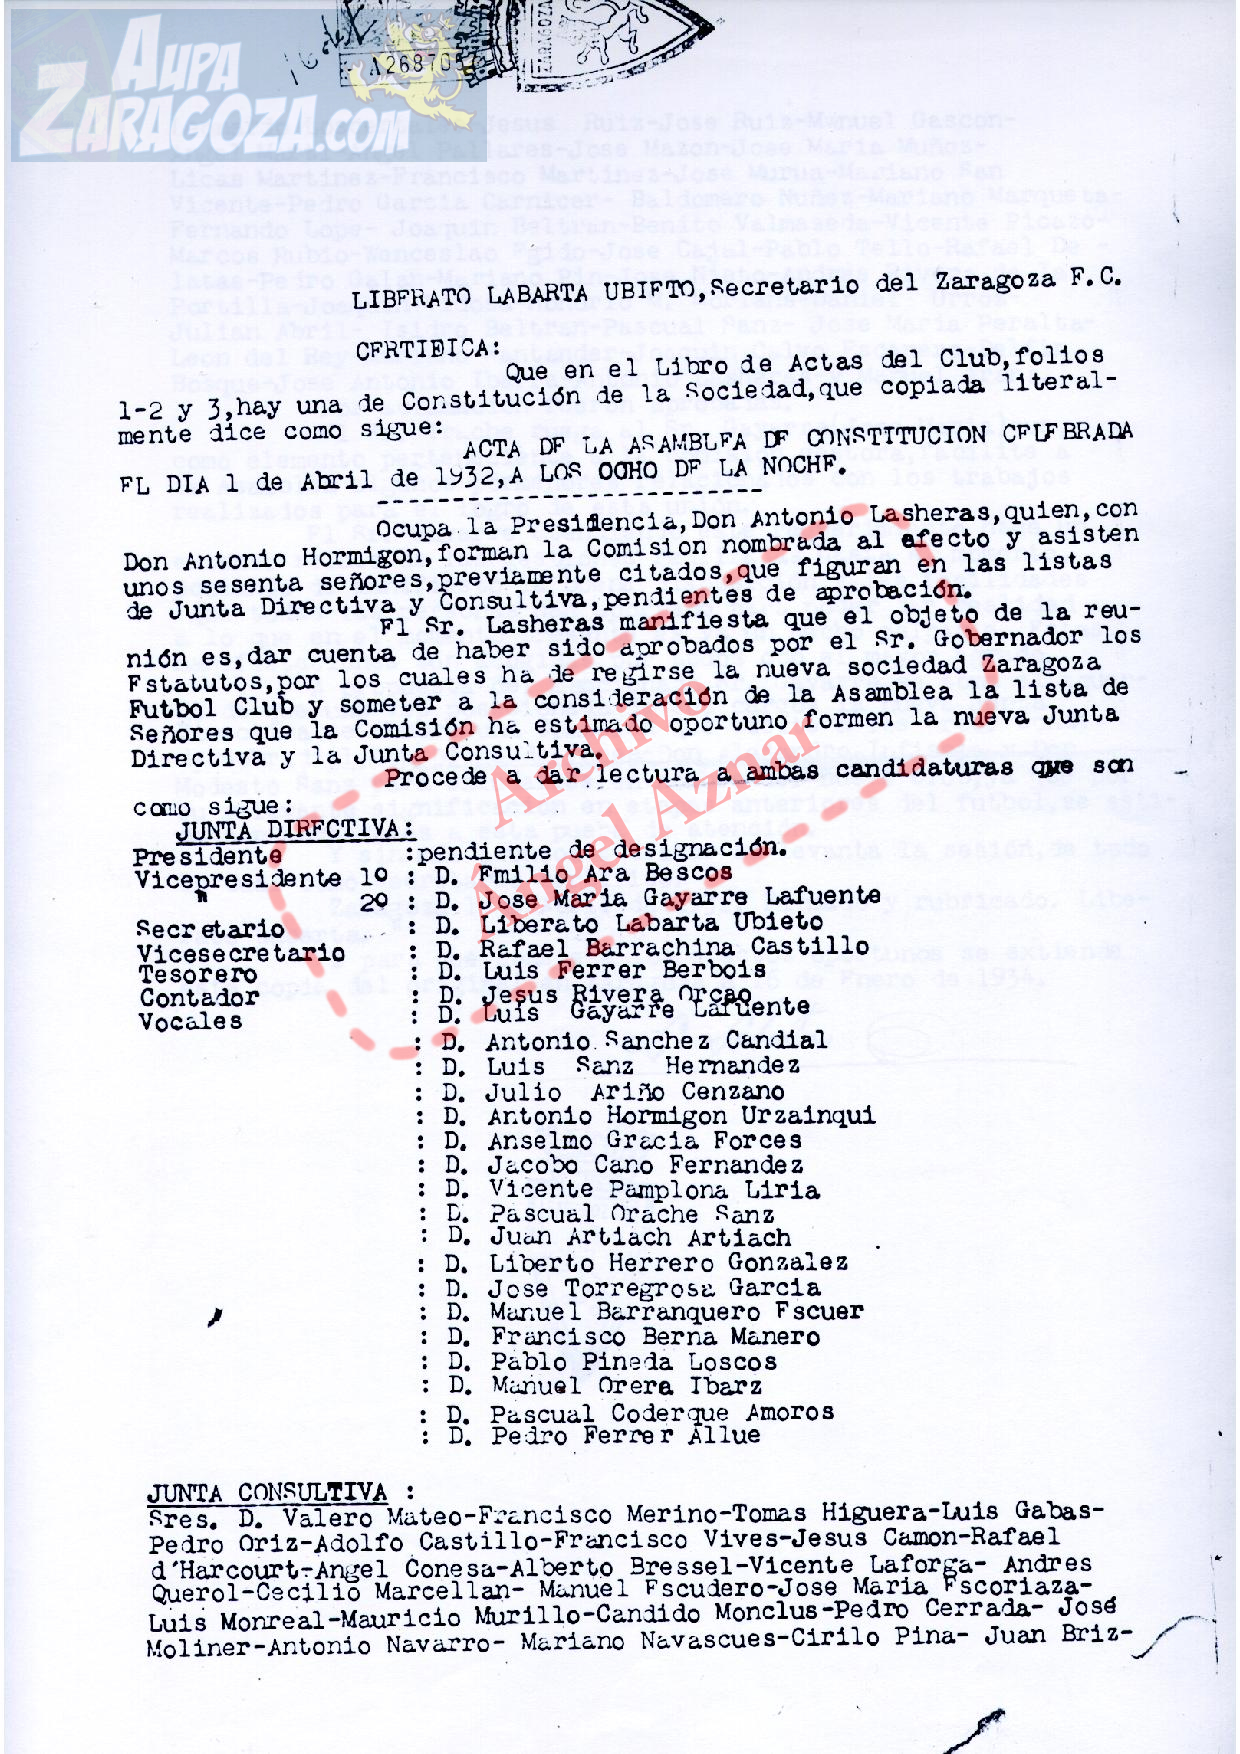 AUPA
ZARAGOZA.COM
A268705
ZARAGOZA
LIBERATO LABARTA UBIETO, Secretario del Zaragoza F.C.
CERTIFICA:
Que en el Libro de Actas del Club, folios
1-2 y 3, hay una de Constitución de la Sociedad, que copiada literal-
mente dice como sigue:
ACTA DE LA ASAMBLEA DE CONSTITUCION CELEBRADA
EL DIA 1 de Abril de 1932, A LOS OCHO DE LA NOCHE.
Ocupa la Presidencia, Don Antonio Lasheras, quien, con
Don Antonio Hormigon, forman la Comision nombrada al efecto y asisten
unos sesenta señores, previamente citados, que figuran en las listas
de Junta Directiva y Consultiva, pendientes de aprobación.
El Sr. Lasheras manifiesta que el objeto de la reu-
nión es, dar cuenta de haber sido aprobados por el Sr. Gobernador los
Estatutos, por los cuales ha de regirse la nueva sociedad Zaragoza
Futbol Club y someter a la consideración de la Asamblea la lista de
Señores que la Comisión ha estimado oportuno formen la nueva Junta
Directiva y la Junta Consultiva.
Procede a dar lectura a ambas candidaturas que son
como sigue:
JUNTA DIRECTIVA:
Presidente :pendiente de designación.
Vicepresidente 1º : D. Emilio Ara Bescos
" 2º : D. Jose Maria Gayarre Lafuente
Secretario : D. Liberato Labarta Ubieto
Vicesecretario : D. Rafael Barrachina Castillo
Tesorero : D. Luis Ferrer Berbois
Contador : D. Jesus Rivera Orgao
Vocales : D. Luis Gayarre Lafuente
: D. Antonio Sanchez Candial
: D. Luis Sanz Hernandez
: D. Julio Ariño Cenzano
: D. Antonio Hormigon Urzainqui
: D. Anselmo Gracia Forces
: D. Jacobo Cano Fernandez
: D. Vicente Pamplona Liria
: D. Pascual Orache Sanz
: D. Juan Artiach Artiach
: D. Liberto Herrero Gonzalez
: D. Jose Torregrosa Garcia
: D. Manuel Barranquero Escuer
: D. Francisco Berna Manero
: D. Pablo Pineda Loscos
: D. Manuel Orera Ibarz
: D. Pascual Coderque Amoros
: D. Pedro Ferrer Allue
JUNTA CONSULTIVA :
Sres. D. Valero Mateo-Francisco Merino-Tomas Higuera-Luis Gabas-
Pedro Oriz-Adolfo Castillo-Francisco Vives-Jesus Camon-Rafael
d'Harcourt-Angel Conesa-Alberto Bressel-Vicente Laforga- Andres
Querol-Cecilio Marcellan- Manuel Escudero-Jose Maria Escoriaza-
Luis Monreal-Mauricio Murillo-Candido Monclus-Pedro Cerrada- José
Moliner-Antonio Navarro- Mariano Navascues-Cirilo Pina- Juan Briz-
Archivo
Ángel Aznar